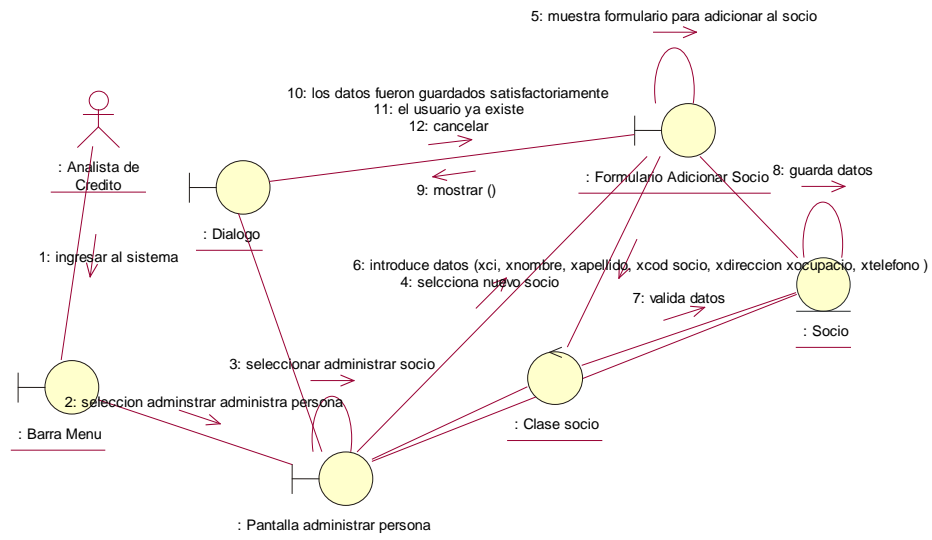 5: muestra formulario para adicionar al socio
10: los datos fueron guardados satisfactoriamente
11: el usuario ya existe
12: cancelar
: Analista de
Credito
: Formulario Adicionar Socio
8: guarda datos
9: mostrar ()
: Dialogo
1: ingresar al sistema
6: introduce datos (xci, xnombre, xapellido, xcod socio, xdireccion xocupacio, xtelefono )
4: selcciona nuevo socio
7: valida datos
: Socio
3: seleccionar administrar socio
2: seleccion adminstrar administra persona
: Barra Menu
: Clase socio
: Pantalla administrar persona